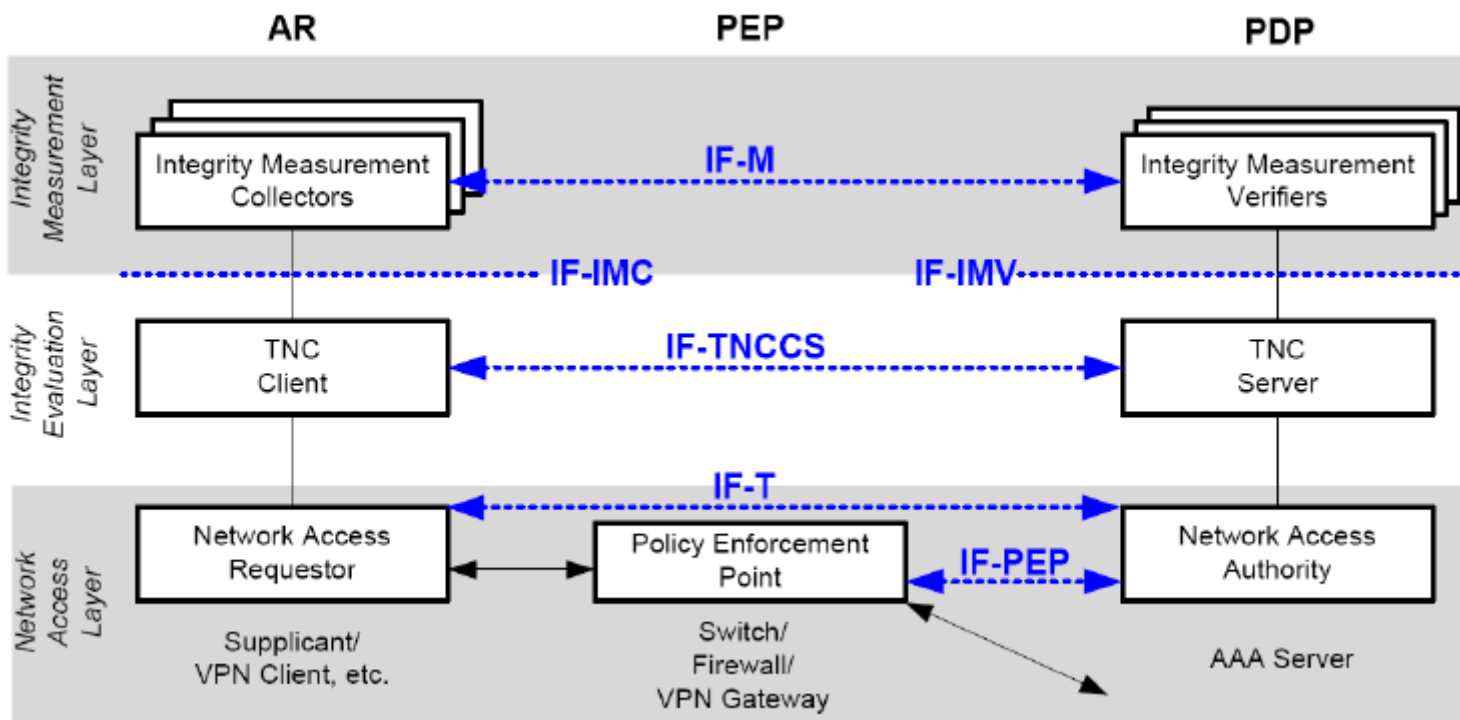 AR
PEP
PDP
Integrity
Measurement
Layer
Integrity Measurement
Collectors
IF-M
Integrity Measurement
Verifiers
IF-IMC
IF-IMV
Integrity
Evaluation
Layer
TNC
Client
IF-TNCCS
TNC
Server
IF-T
Network
Access
Layer
Network Access
Requestor
Policy Enforcement
Point
IF-PEP
Network Access
Authority
Supplicant/
VPN Client, etc.
Switch/
Firewall/
VPN Gateway
AAA Server